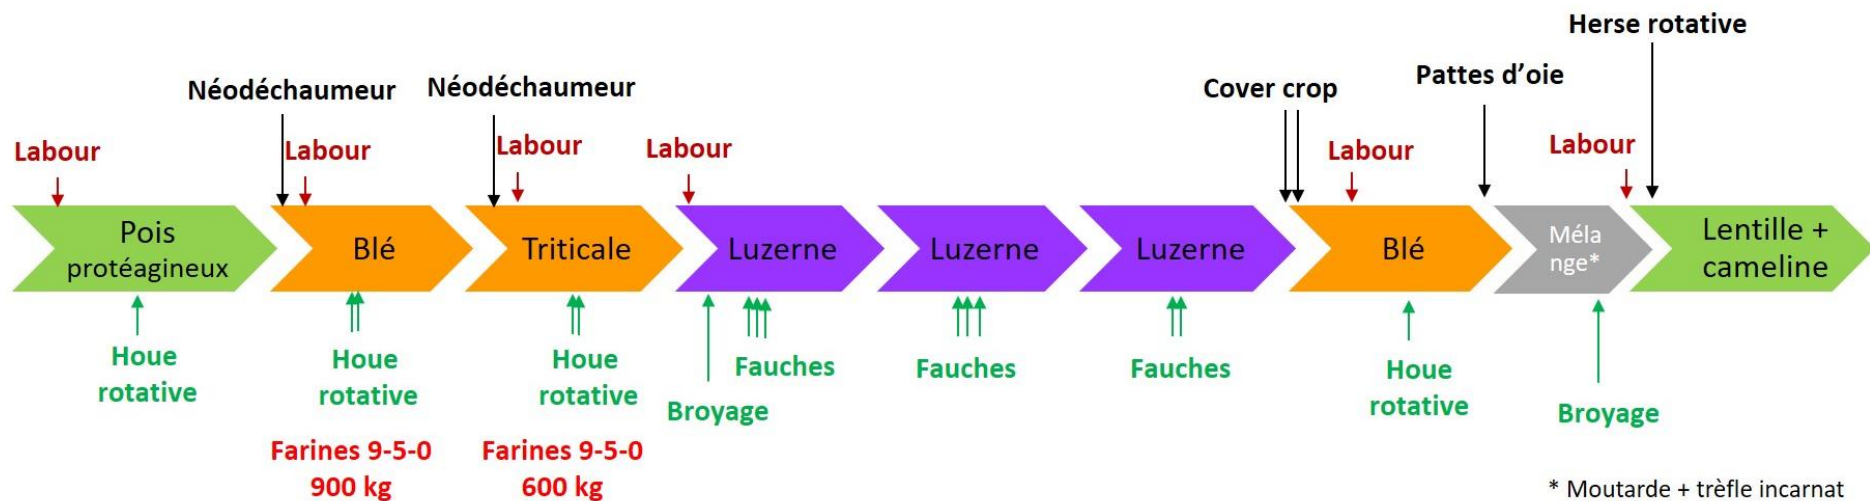 Herse rotative
Néodéchaumeur
Néodéchaumeur
Cover crop
Pattes d’oie
Labour
Labour
Labour
Labour
Labour
Labour
Pois
protéagineux
Blé
Triticale
Luzerne
Luzerne
Luzerne
Blé
Méla
nge*
Lentille +
cameline
Houe
rotative
Houe
rotative
Houe
rotative
Broyage
Fauches
Fauches
Fauches
Houe
rotative
Broyage
Farines 9-5-0
900 kg
Farines 9-5-0
600 kg
* Moutarde + trèfle incarnat